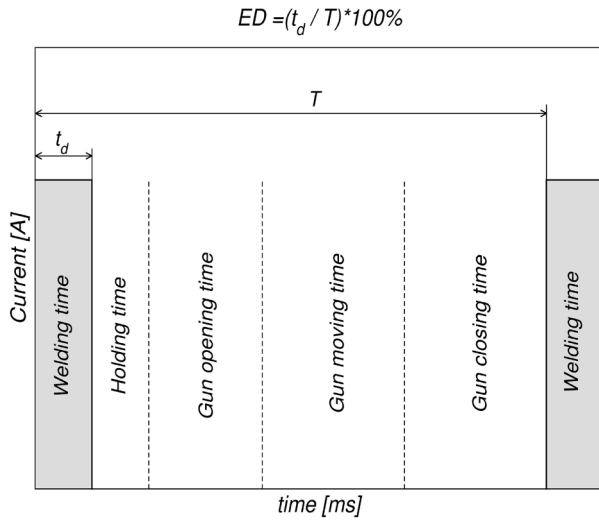 ED =(t_d / T)*100%
T
t_d
Current [A]
Welding time
Holding time
Gun opening time
Gun moving time
Gun closing time
Welding time
time [ms]